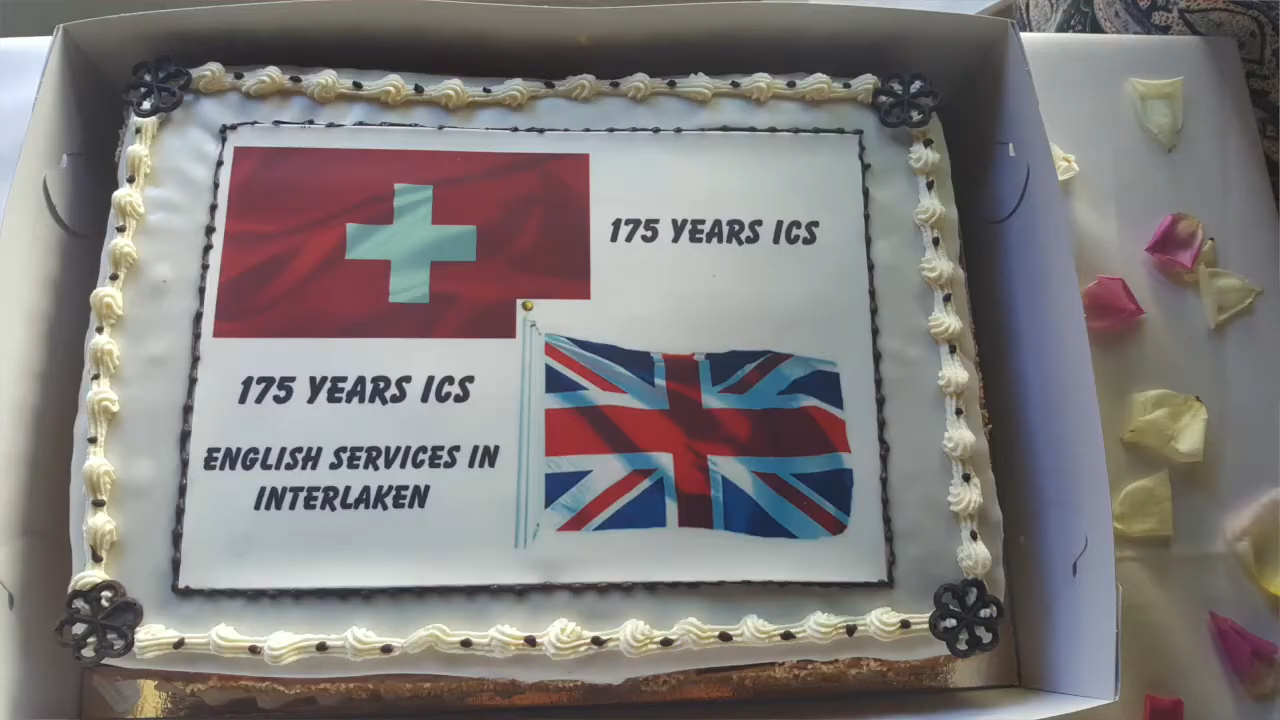 175 YEARS ICS
175 YEARS ICS
ENGLISH SERVICES IN
INTERLAKEN